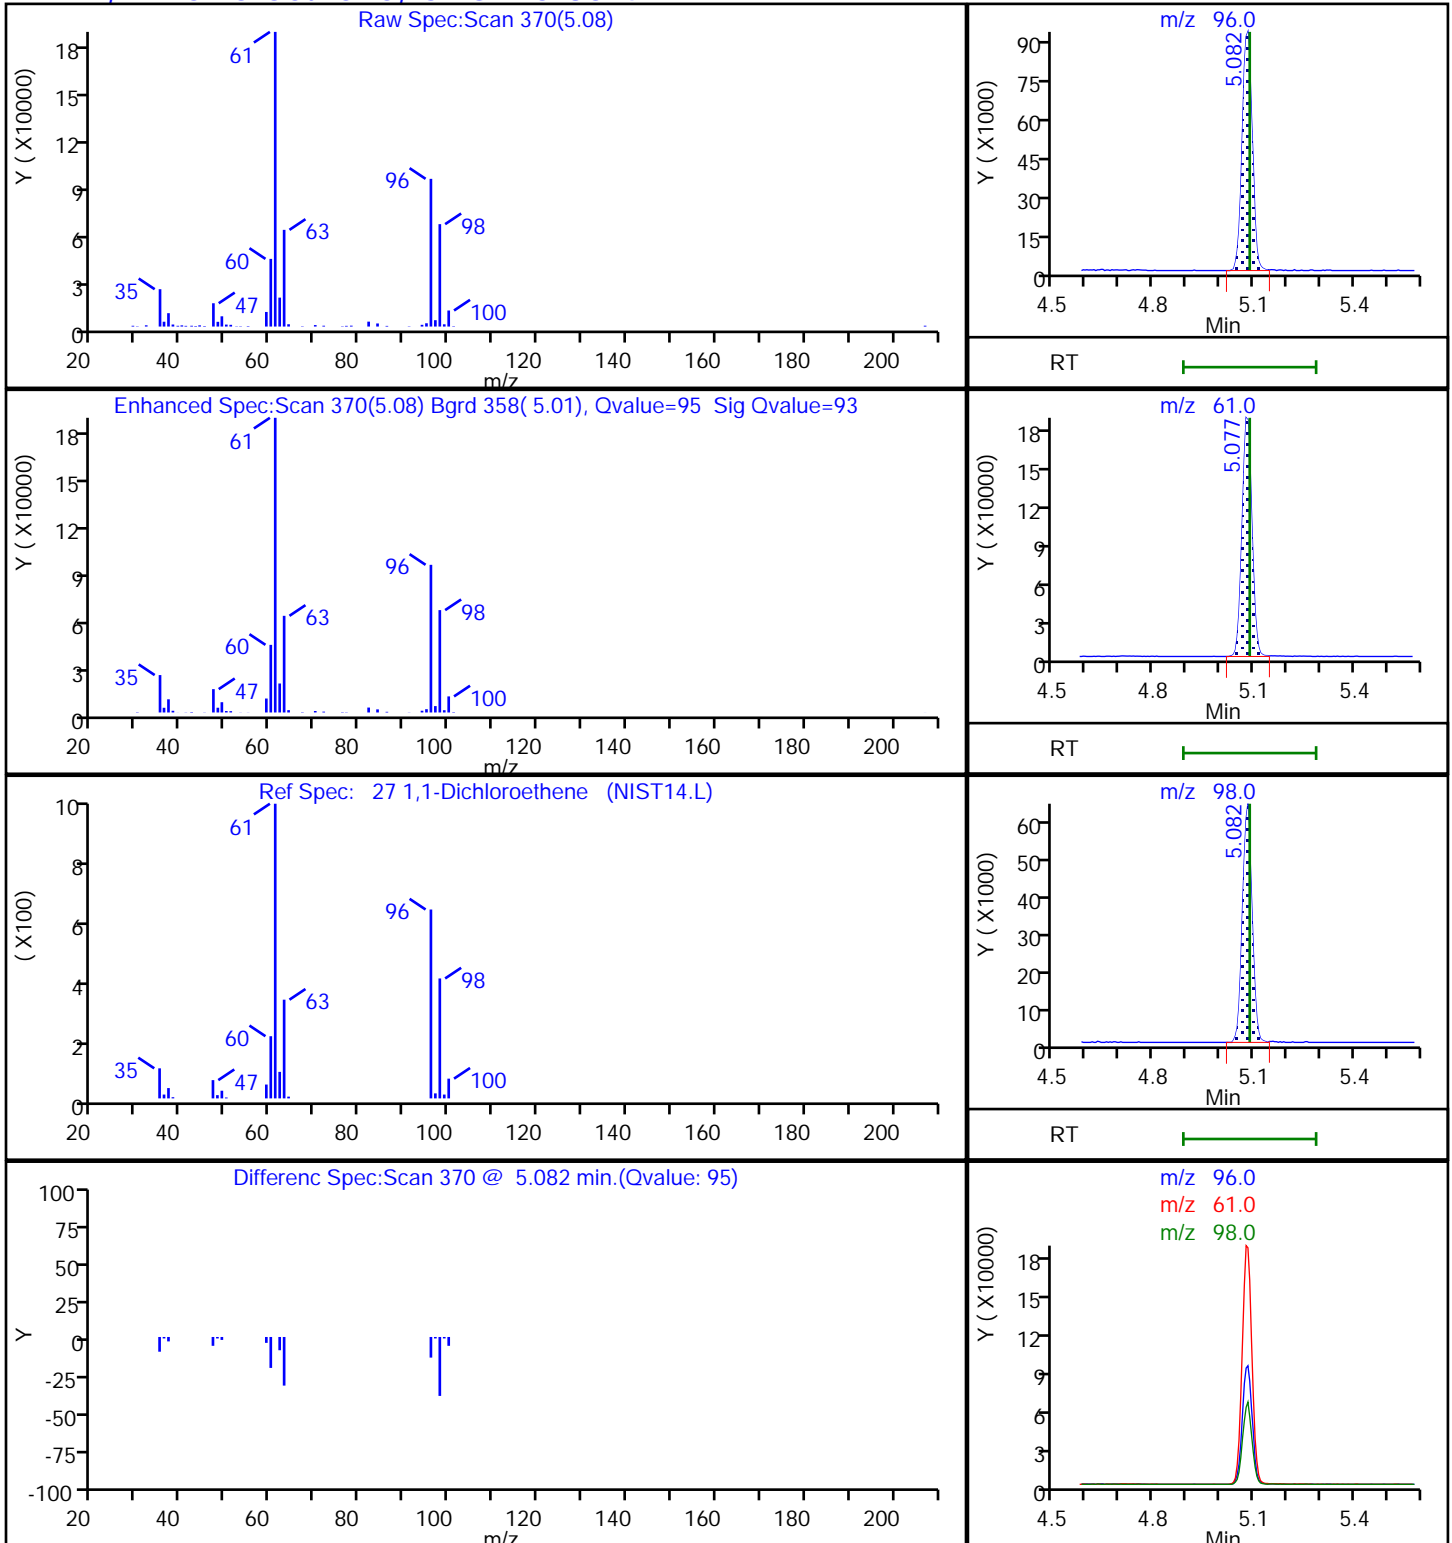 Raw Spec:Scan 370(5.08)
61
96
98
63
60
35
47
100
Y ( X10000)
18
15
12
9
6
3
0
20 40 60 80 100 120 140 160 180 200
m/z
m/z 96.0
5.082
Y ( X1000)
90
75
60
45
30
15
0
4.5 4.8 5.1 5.4
Min
RT
Enhanced Spec:Scan 370(5.08) Bgrd 358( 5.01), Qvalue=95 Sig Qvalue=93
61
96
98
63
60
35
47
100
Y ( X10000)
18
15
12
9
6
3
0
20 40 60 80 100 120 140 160 180 200
m/z
m/z 61.0
5.077
Y ( X10000)
18
15
12
9
6
3
0
4.5 4.8 5.1 5.4
Min
RT
Ref Spec: 27 1,1-Dichloroethene (NIST14.L)
61
96
98
63
60
35
47
100
( X100)
10
8
6
4
2
0
20 40 60 80 100 120 140 160 180 200
m/z 98.0
5.082
Y ( X1000)
60
50
40
30
20
10
0
4.5 4.8 5.1 5.4
Min
RT
Differenc Spec:Scan 370 @ 5.082 min.(Qvalue: 95)
Y
100
75
50
25
0
-25
-50
-75
-100
20 40 60 80 100 120 140 160 180 200
m/z
m/z 96.0
m/z 61.0
m/z 98.0
Y ( X10000)
18
15
12
9
6
3
0
4.5 4.8 5.1 5.4
Min